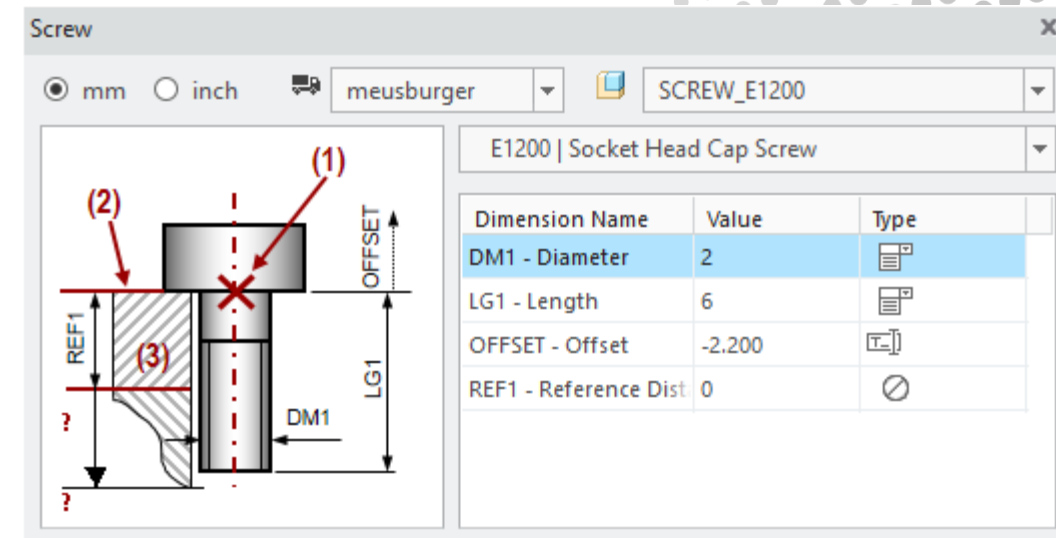 Screw x
mm inch meusburger SCREW_E1200
E1200 | Socket Head Cap Screw
(1)
(2)
OFFSET
REF1
(3)
LG1
DM1
?
?
Dimension Name Value Type
DM1 - Diameter 2
LG1 - Length 6
OFFSET - Offset -2.200
REF1 - Reference Dist 0